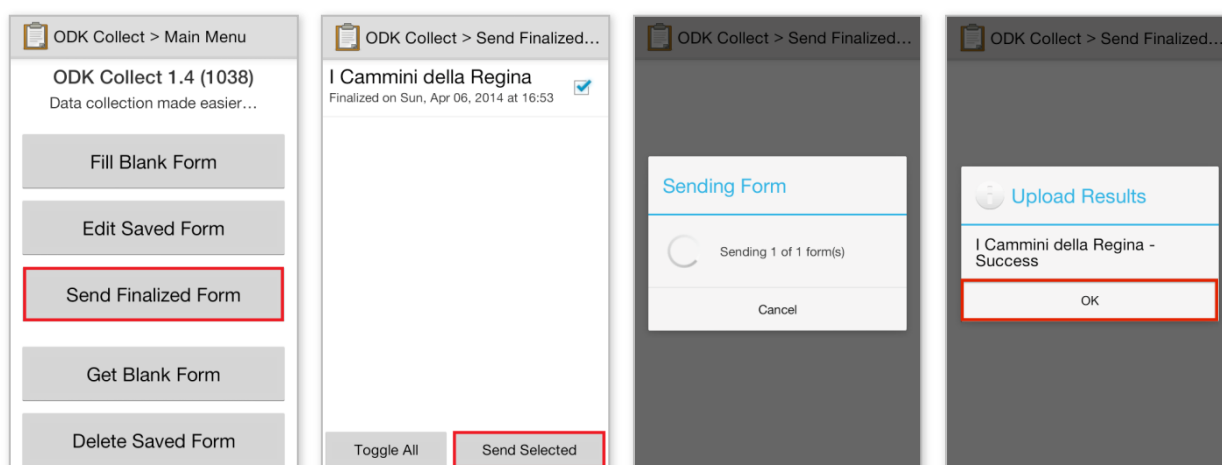 ODK Collect > Main Menu
ODK Collect 1.4 (1038)
Data collection made easier...
Fill Blank Form
Edit Saved Form
Send Finalized Form
Get Blank Form
Delete Saved Form
ODK Collect > Send Finalized...
I Cammini della Regina
Finalized on Sun, Apr 06, 2014 at 16:53
Toggle All
Send Selected
ODK Collect > Send Finalized...
Sending Form
Sending 1 of 1 form(s)
Cancel
ODK Collect > Send Finalized...
Upload Results
I Cammini della Regina -
Success
OK